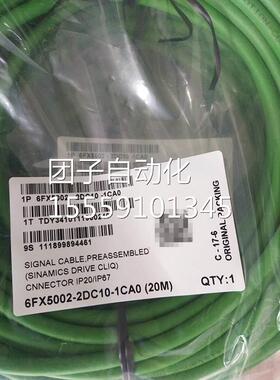 1P 6FX5002-2DC10-1CA0
团子自动化
15559101345
9S 111899894461
SIGNAL CABLE,PREASSEMBLED
(SINAMICS DRIVE CLIQ)
CNNECTOR IP20/IP67
6FX5002-2DC10-1CA0 (20M)
QTY:1
C-17-6
ORIGINAL PACKING